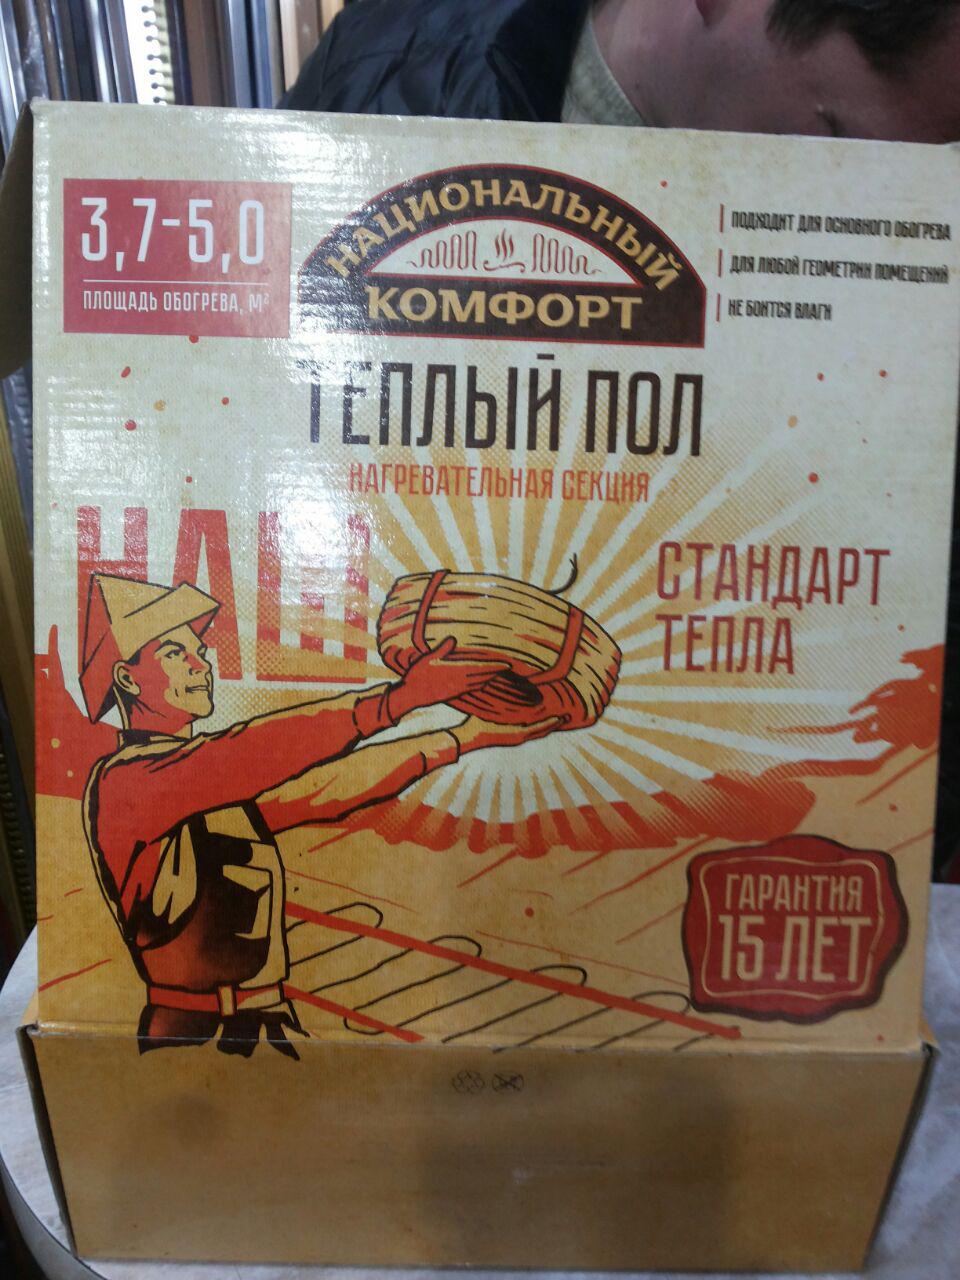 3,7-5,0
ПЛОЩАДЬ ОБОГРЕВА, М²
НАЦИОНАЛЬНЫЙ
КОМФОРТ
ПОДХОДИТ ДЛЯ ОСНОВНОГО ОБОГРЕВА
ДЛЯ ЛЮБОЙ ГЕОМЕТРИИ ПОМЕЩЕНИЙ
НЕ БОИТСЯ ВЛАГИ
ТЕПЛЫЙ ПОЛ
НАГРЕВАТЕЛЬНАЯ СЕКЦИЯ
НАШ
СТАНДАРТ
ТЕПЛА
ГАРАНТИЯ
15 ЛЕТ